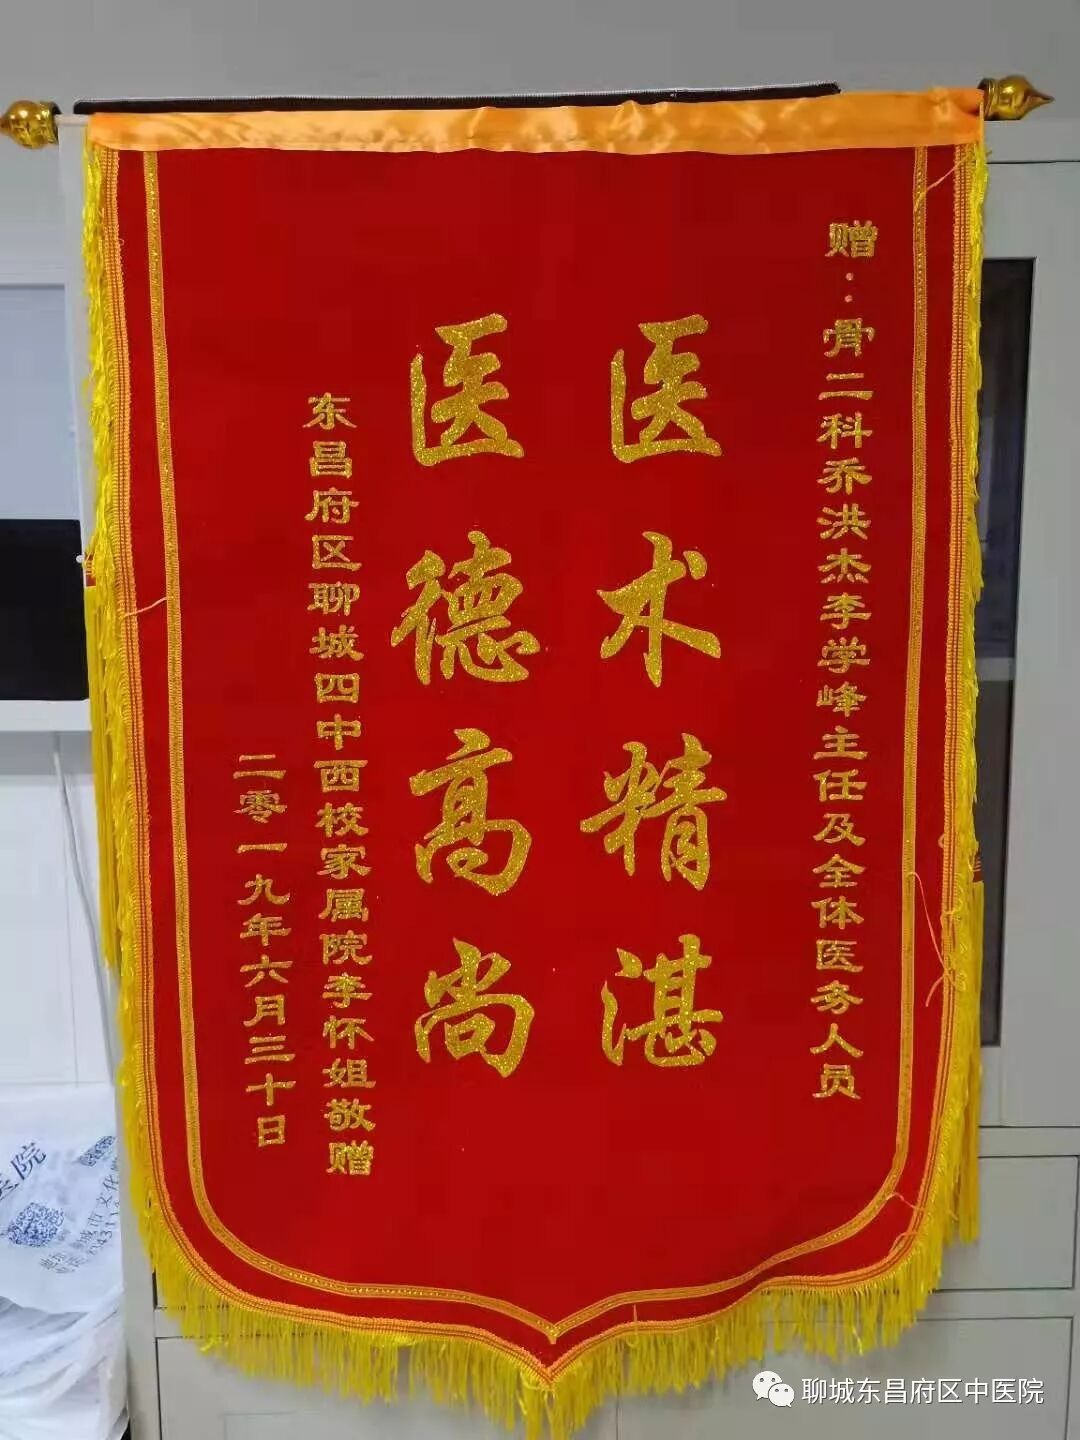 赠:骨二科乔洪杰李学峰主任及全体医务人员
医术精湛
医德高尚
东昌府区聊城四中西校家属院李怀姐敬赠
二零一九年六月三十日
医院
聊城东昌府区中医院